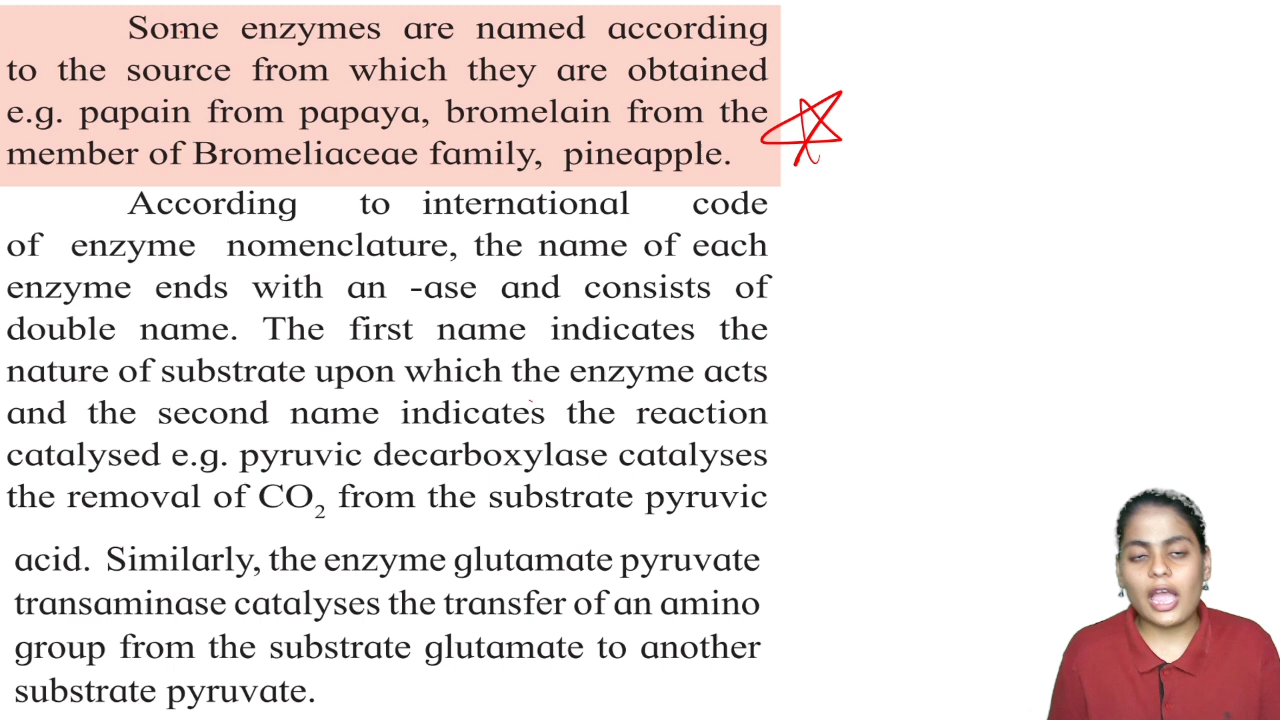 Some enzymes are named according
to the source from which they are obtained
e.g. papain from papaya, bromelain from the
member of Bromeliaceae family, pineapple.
According to international code
of enzyme nomenclature, the name of each
enzyme ends with an -ase and consists of
double name. The first name indicates the
nature of substrate upon which the enzyme acts
and the second name indicates the reaction
catalysed e.g. pyruvic decarboxylase catalyses
the removal of CO₂ from the substrate pyruvic
acid. Similarly, the enzyme glutamate pyruvate
transaminase catalyses the transfer of an amino
group from the substrate glutamate to another
substrate pyruvate.